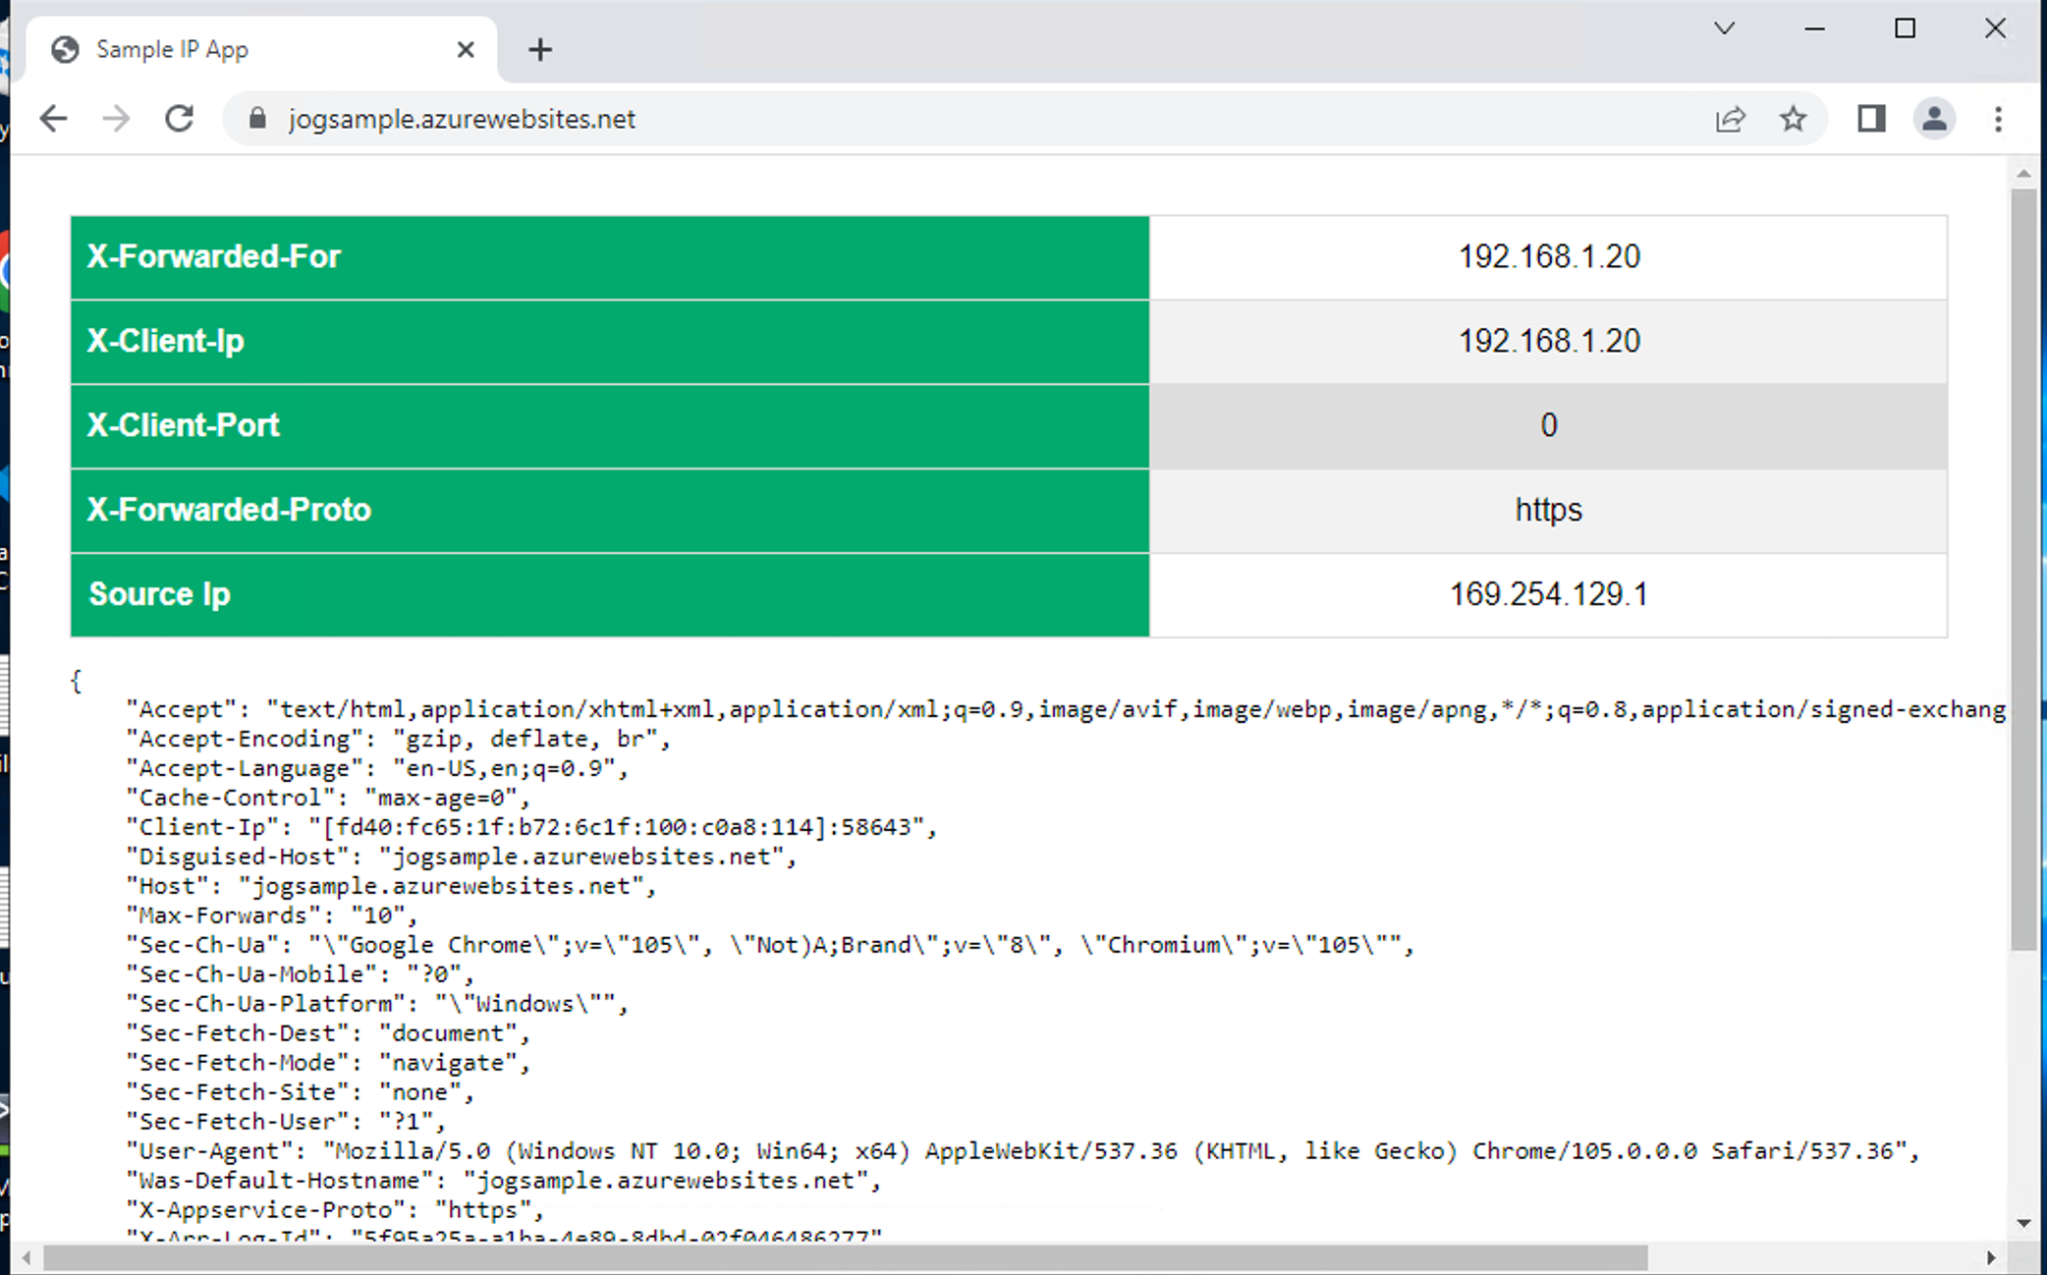 Sample IP App
jogsample.azurewebsites.net
X-Forwarded-For 192.168.1.20
X-Client-Ip 192.168.1.20
X-Client-Port 0
X-Forwarded-Proto https
Source Ip 169.254.129.1
{
"Accept": "text/html,application/xhtml+xml,application/xml;q=0.9,image/avif,image/webp,image/apng,*/*;q=0.8,application/signed-exchang
"Accept-Encoding": "gzip, deflate, br",
"Accept-Language": "en-US,en;q=0.9",
"Cache-Control": "max-age=0",
"Client-Ip": "[fd40:fc65:1f:b72:6c1f:100:c0a8:114]:58643",
"Disguised-Host": "jogsample.azurewebsites.net",
"Host": "jogsample.azurewebsites.net",
"Max-Forwards": "10",
"Sec-Ch-Ua": "\"Google Chrome\";v=\"105\", \"Not)A;Brand\";v=\"8\", \"Chromium\";v=\"105\"",
"Sec-Ch-Ua-Mobile": "?0",
"Sec-Ch-Ua-Platform": "\"Windows\"",
"Sec-Fetch-Dest": "document",
"Sec-Fetch-Mode": "navigate",
"Sec-Fetch-Site": "none",
"Sec-Fetch-User": "?1",
"User-Agent": "Mozilla/5.0 (Windows NT 10.0; Win64; x64) AppleWebKit/537.36 (KHTML, like Gecko) Chrome/105.0.0.0 Safari/537.36",
"Was-Default-Hostname": "jogsample.azurewebsites.net",
"X-Appservice-Proto": "https",
"X-Arr-Log-Id": "5f95a25a-a1ba-4e89-8dbd-02f046486277"